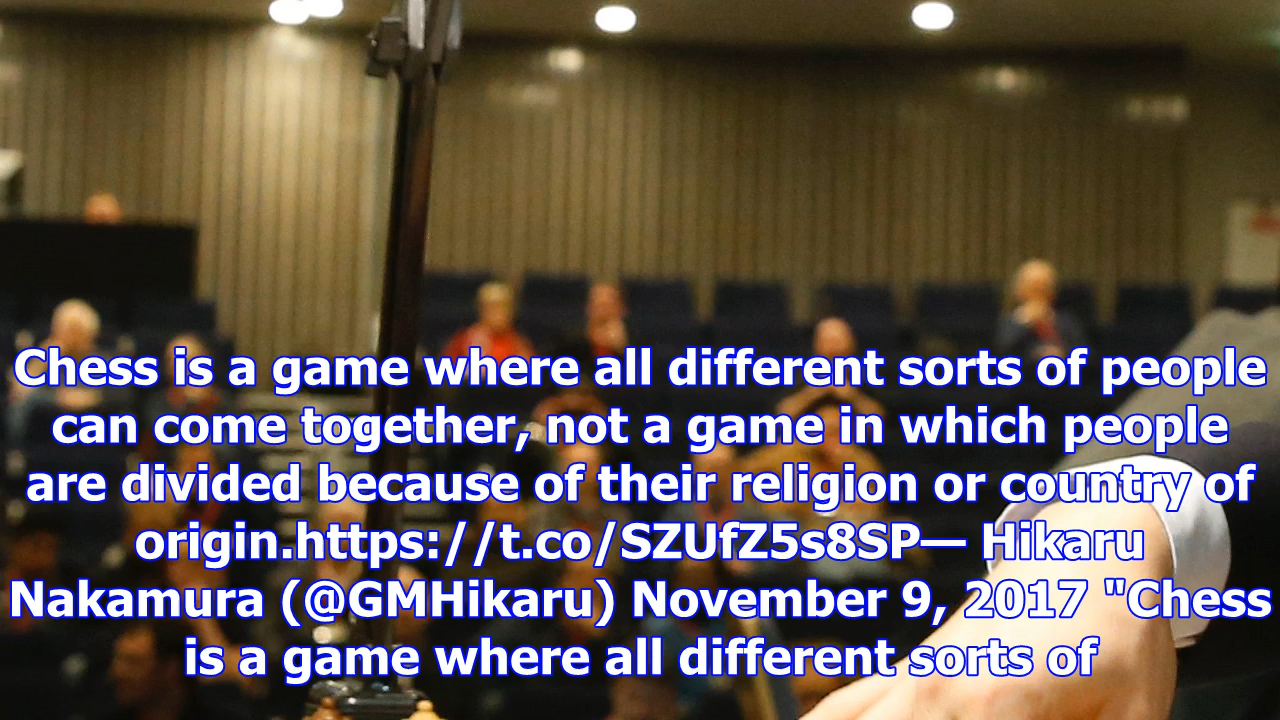 Chess is a game where all different sorts of people
can come together, not a game in which people
are divided because of their religion or country of
origin.https://t.co/SZUfZ5s8SP— Hikaru
Nakamura (@GMHikaru) November 9, 2017 "Chess
is a game where all different sorts of